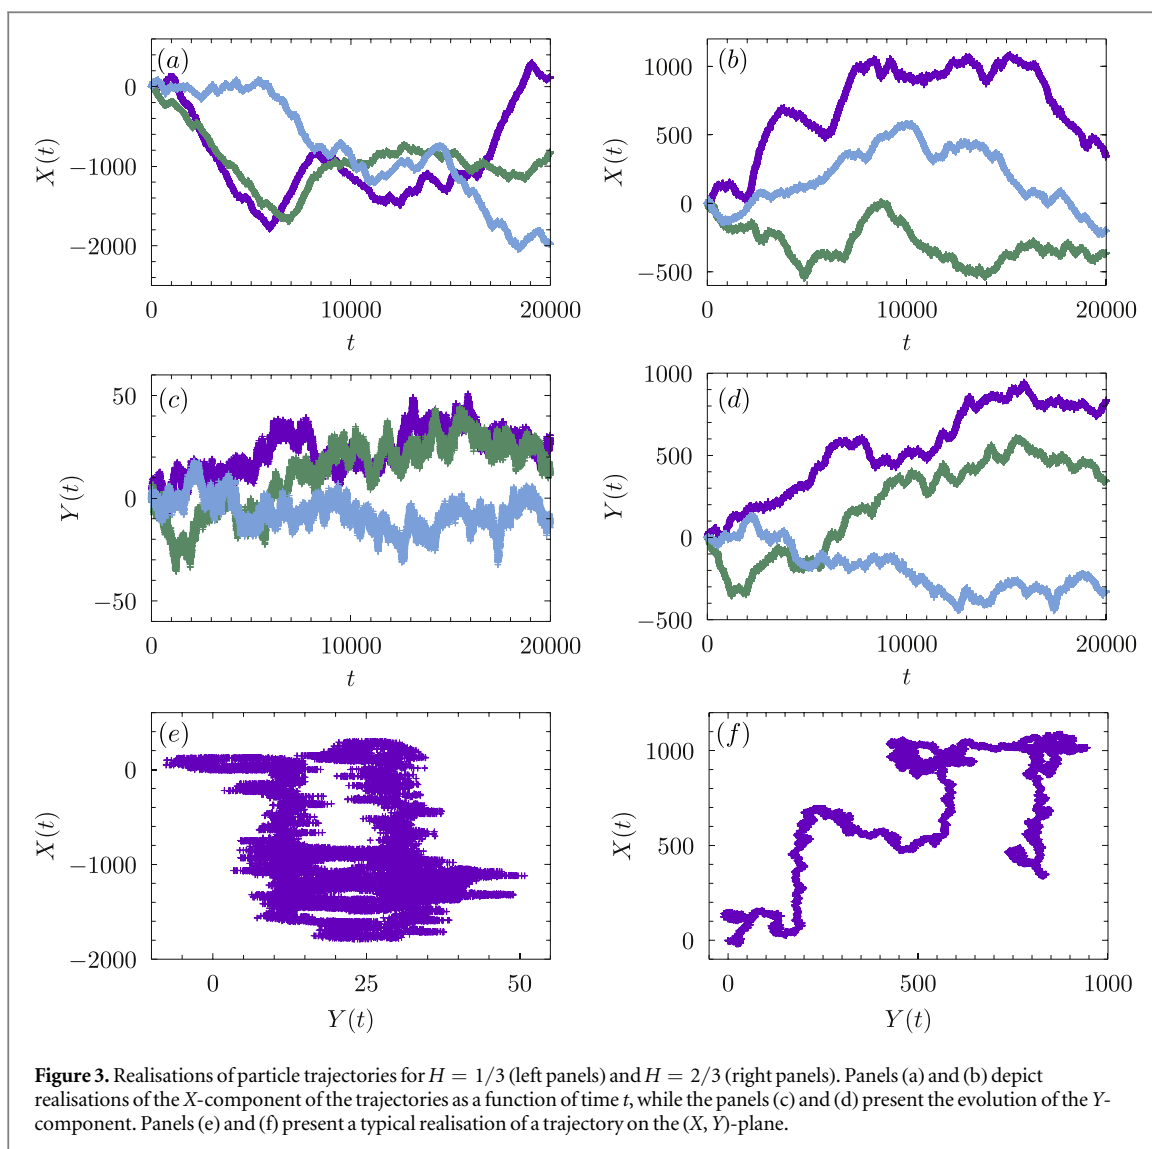 (a)
0
−1000
−2000
X(t)
0
10000
20000
t
(b)
1000
500
0
−500
X(t)
0
10000
20000
t
(c)
50
0
−50
Y(t)
0
10000
20000
t
(d)
1000
500
0
−500
Y(t)
0
10000
20000
t
(e)
0
−1000
−2000
X(t)
0
25
50
Y(t)
(f)
1000
500
0
X(t)
0
500
1000
Y(t)
Figure 3. Realisations of particle trajectories for H = 1/3 (left panels) and H = 2/3 (right panels). Panels (a) and (b) depict
realisations of the X-component of the trajectories as a function of time t, while the panels (c) and (d) present the evolution of the Y-
component. Panels (e) and (f) present a typical realisation of a trajectory on the (X, Y)-plane.